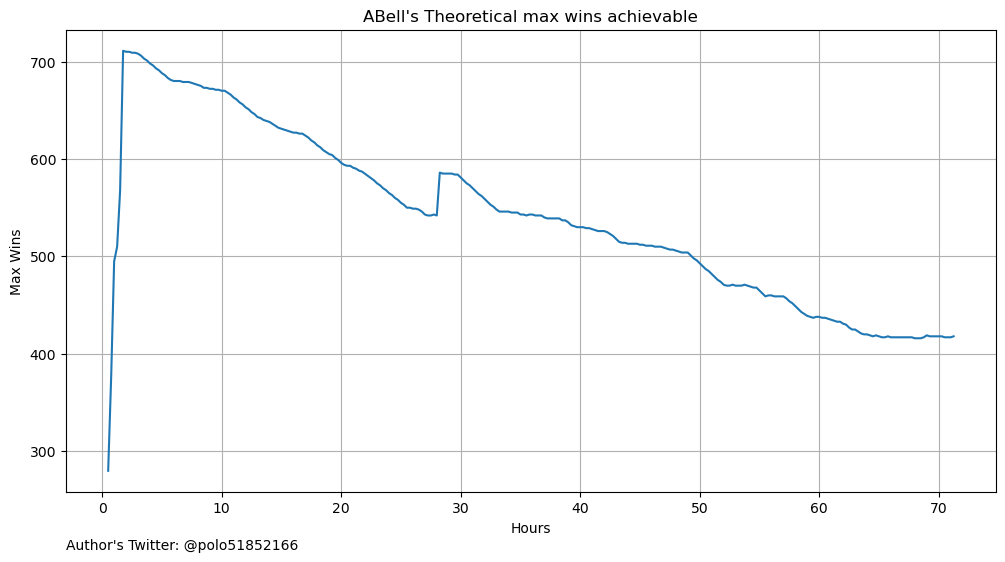 ABell's Theoretical max wins achievable
700
600
500
400
300
Max Wins
0 10 20 30 40 50 60 70
Hours
Author's Twitter: @polo51852166